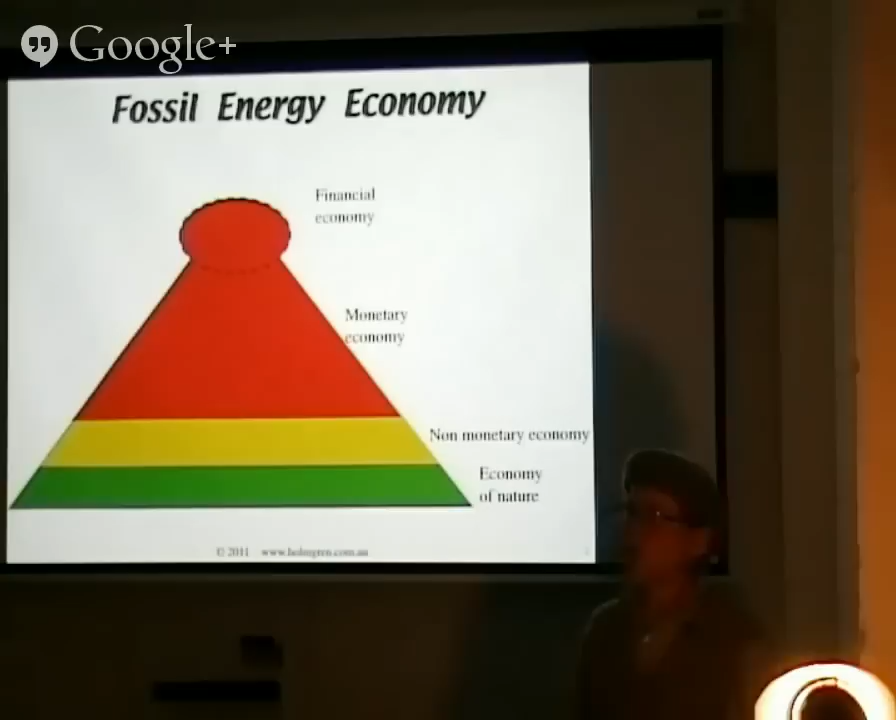 Google+
Fossil Energy Economy
Financial
economy
Monetary
economy
Non monetary economy
Economy
of nature
© 2011 www.holmgren.com.au